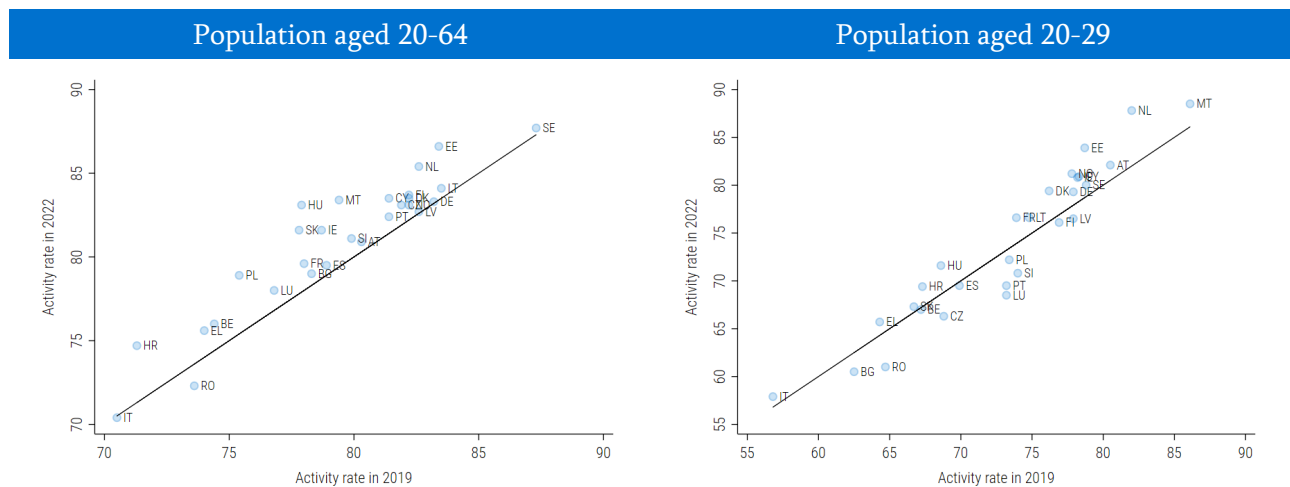 Population aged 20-64
Population aged 20-29
90
85
80
75
70
Activity rate in 2022
SE
EE
NL
LT
CY
DK
DE
LV
MT
HU
PT
SK
IE
SI
AT
FR
ES
BG
PL
LU
BE
EL
HR
RO
IT
70
75
80
85
90
Activity rate in 2019
90
85
80
75
70
65
60
55
Activity rate in 2022
MT
NL
EE
AT
SE
DK
DE
FR
LT
LV
FI
HU
PL
SI
HR
ES
PT
LU
BE
CZ
EL
BG
RO
IT
55
60
65
70
75
80
85
90
Activity rate in 2019